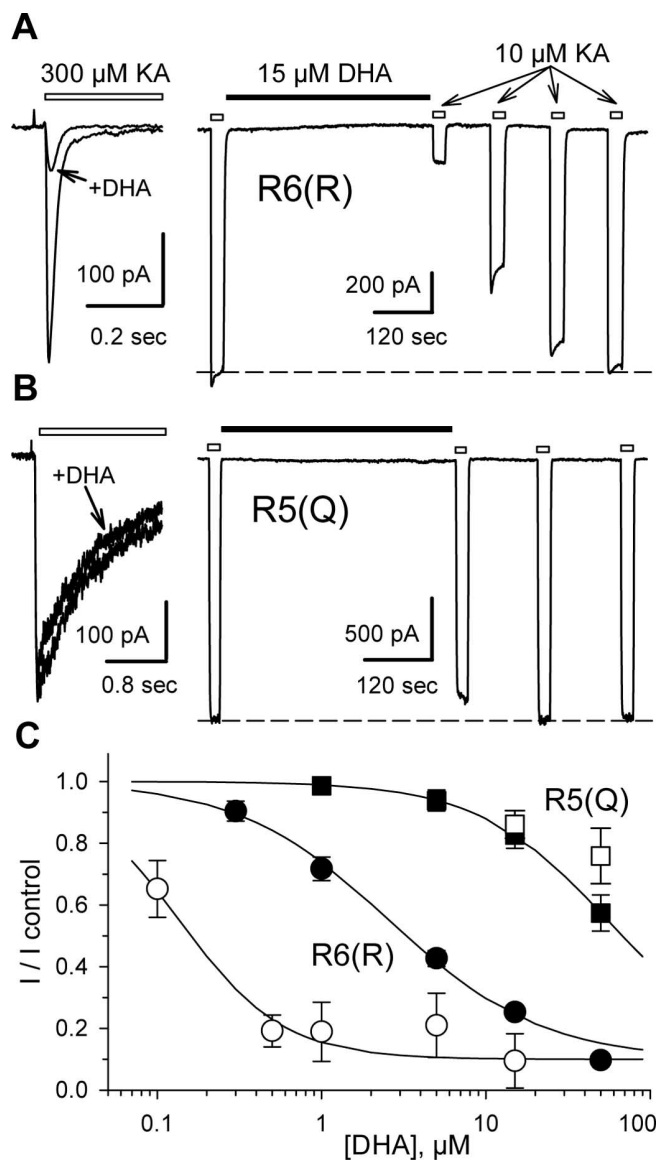 A
300 µM KA
15 µM DHA
10 µM KA
+DHA
R6(R)
100 pA
0.2 sec
200 pA
120 sec
B
+DHA
R5(Q)
100 pA
0.8 sec
500 pA
120 sec
C
1.0
0.8
0.6
0.4
0.2
0.0
I / I control
R5(Q)
R6(R)
0.1
1
10
100
[DHA], µM